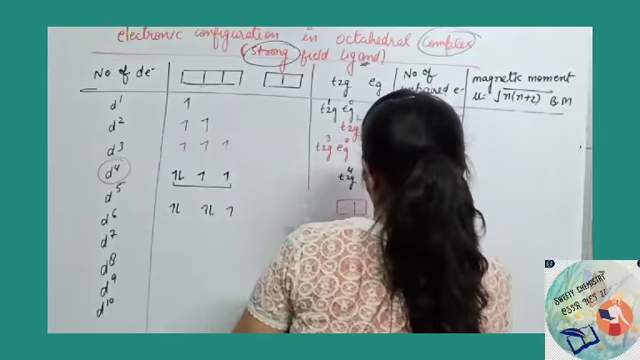 electronic configuration in octahedral complex
(strong field ligand)
No of de⁻ t2g eg No of unpaired e⁻ magnetic moment
μ= √n(n+2) B.M
d¹ 1 t2g¹ eg⁰
d² 1 1 t2g
d³ 1 1 1 t2g³ eg⁰
d⁴ 1L 1 1 t2g⁴
d⁵ 1L 1L 1
d⁶
d⁷
d⁸
d⁹
d¹⁰
SWEETY CHEMISTRY